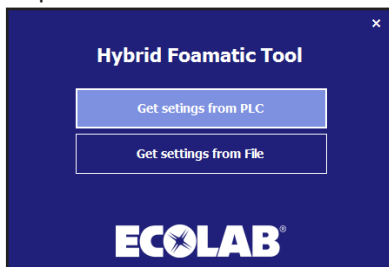 ×
Hybrid Foamatic Tool
Get setings from PLC
Get settings from File
ECOLAB®